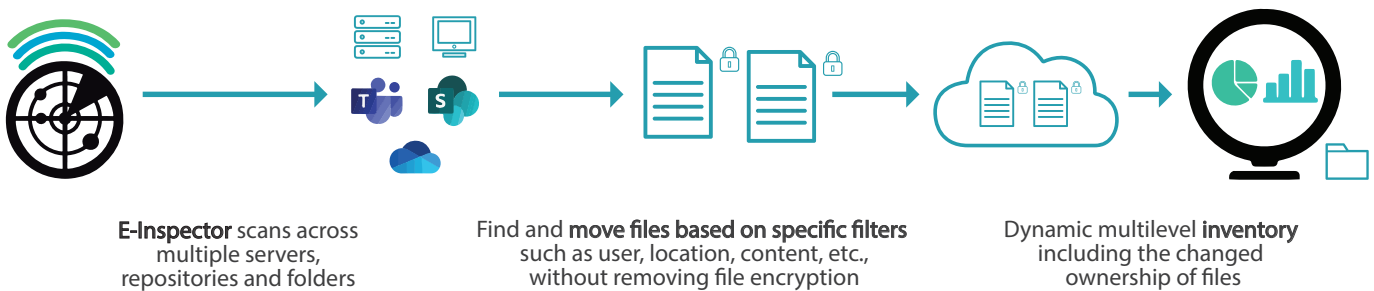 T
S
E-Inspector scans across
multiple servers,
repositories and folders
Find and move files based on specific filters
such as user, location, content, etc.,
without removing file encryption
Dynamic multilevel inventory
including the changed
ownership of files